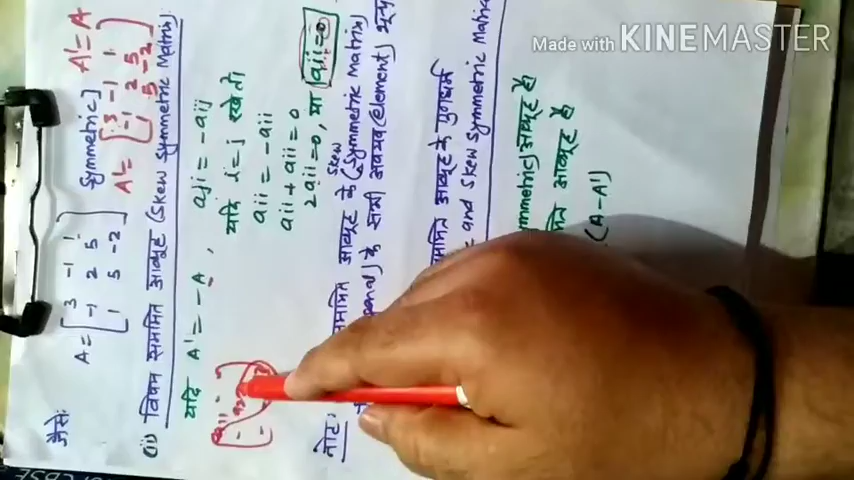 Made with KINEMASTER
जैसे:
A = [ 3 -1 1
-1 2 5
1 5 -2 ]
Symmetric] A' = A
A' = [ 3 -1 1
-1 2 5
5 -2 ]
(ii) विषम सममित आव्यूह (Skew Symmetric Matrix)
यदि A' = -A , aji = -aij
यदि i = j रखे तो
aii = -aii
aii + aii = 0
2aii = 0, या aii = 0
नोट:
सममित आव्यूह के (Skew Symmetric Matrix)
के सभी अवयव (element)
सममित आव्यूह के गुणधर्म
and Skew Symmetric Matrix
आव्यूह है
आव्यूह है
(A - A')
CBSE